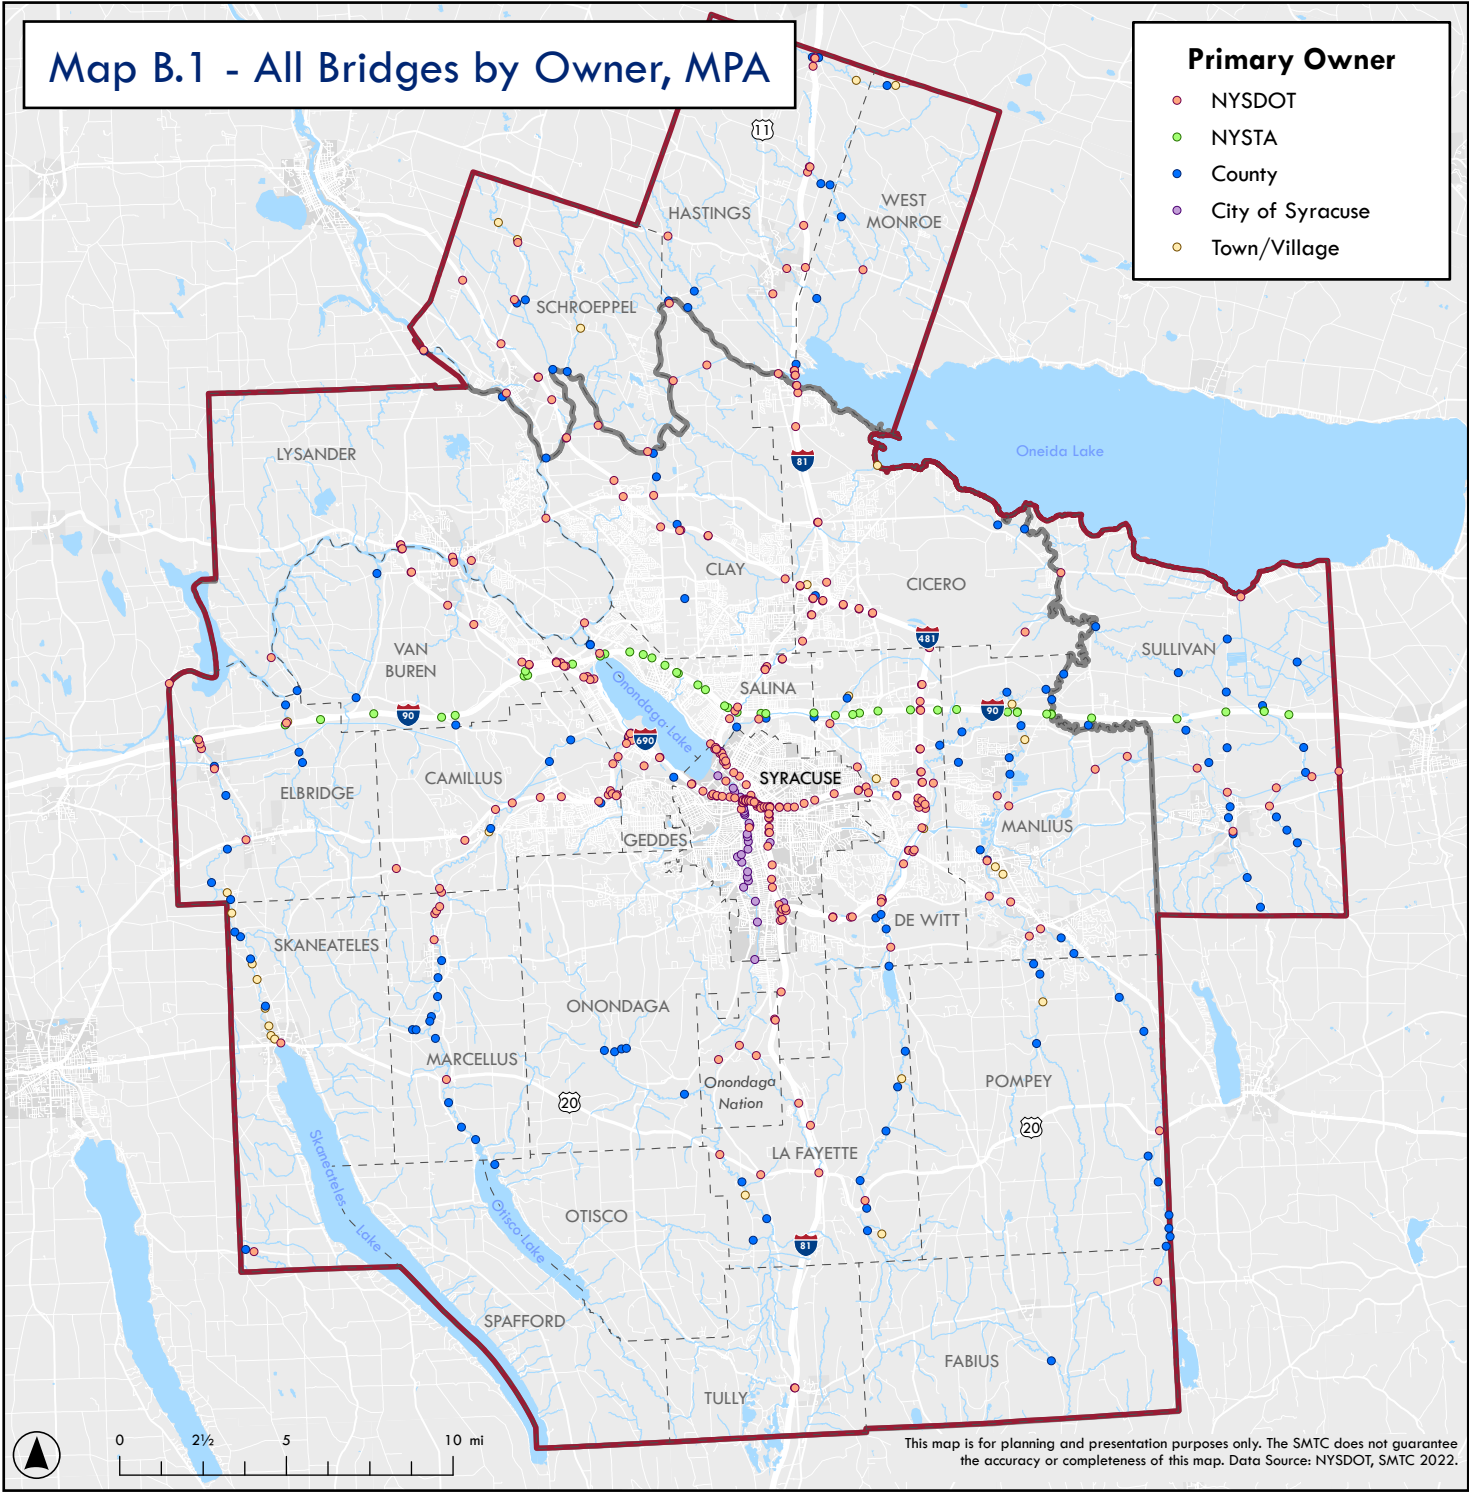 Map B.1 - All Bridges by Owner, MPA
Primary Owner
NYSDOT
NYSTA
County
City of Syracuse
Town/Village
11
HASTINGS
WEST
MONROE
SCHROEPPEL
LYSANDER
81
Oneida Lake
CLAY
CICERO
481
VAN
BUREN
SULLIVAN
Onondaga Lake
SALINA
90
90
690
SYRACUSE
CAMILLUS
ELBRIDGE
GEDDES
MANLIUS
DE WITT
SKANEATELES
ONONDAGA
MARCELLUS
Onondaga
Nation
POMPEY
20
20
LA FAYETTE
Skaneateles
Lake
Otisco Lake
OTISCO
81
SPAFFORD
FABIUS
TULLY
0 2½ 5 10 mi
This map is for planning and presentation purposes only. The SMTC does not guarantee
the accuracy or completeness of this map. Data Source: NYSDOT, SMTC 2022.